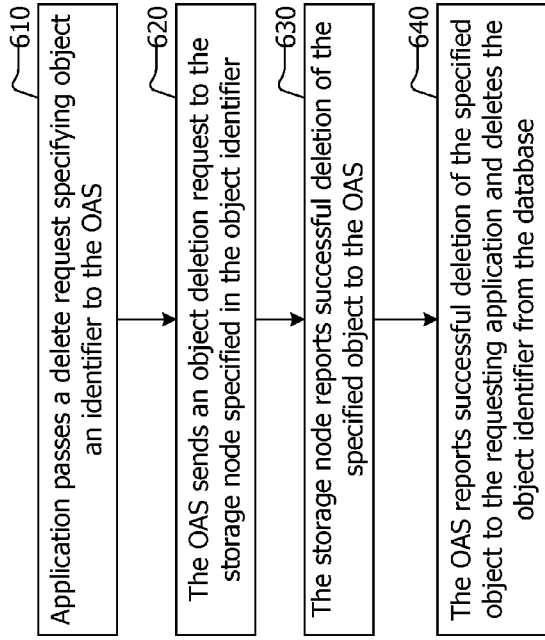 610
Application passes a delete request specifying object
an identifier to the OAS
620
The OAS sends an object deletion request to the
storage node specified in the object identifier
630
The storage node reports successful deletion of the
specified object to the OAS
640
The OAS reports successful deletion of the specified
object to the requesting application and deletes the
object identifier from the database